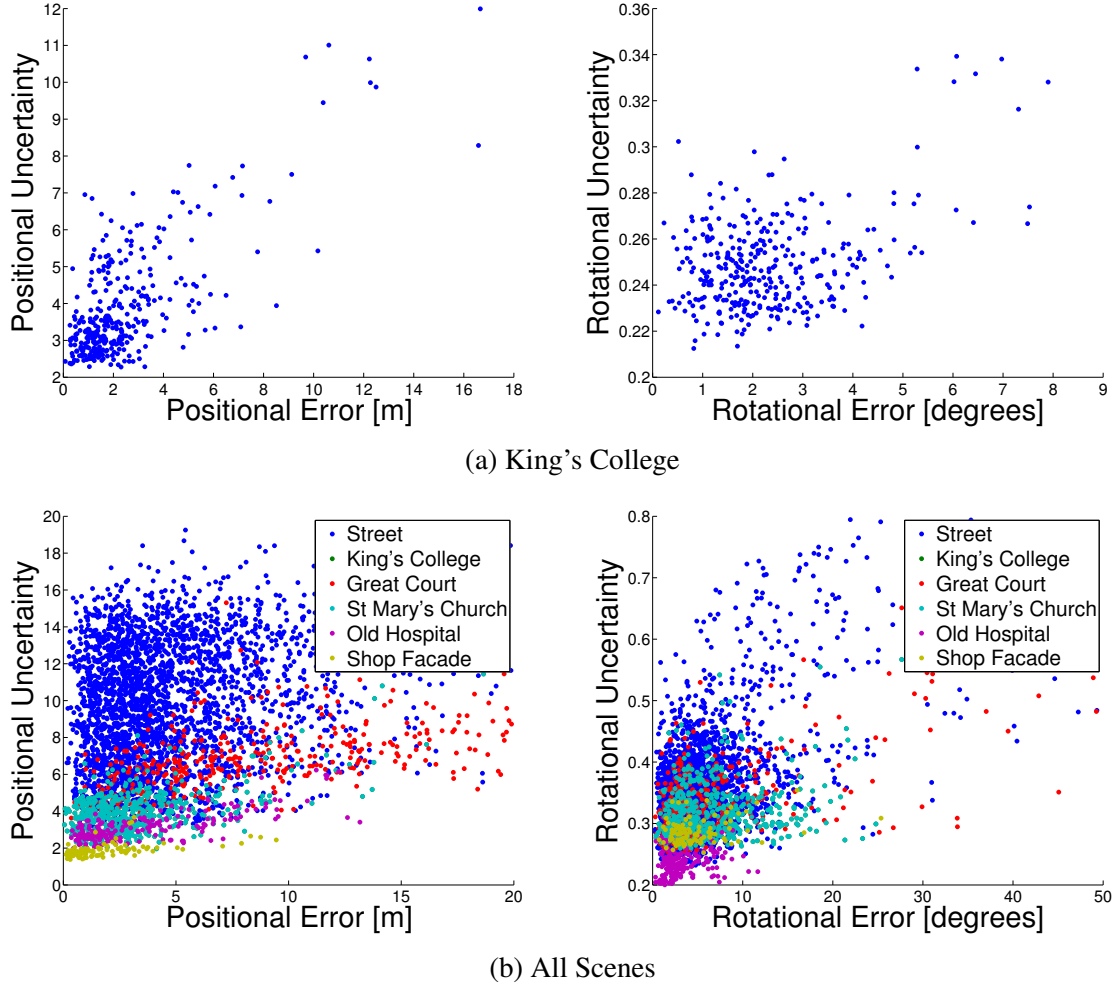 12
11
10
9
8
7
6
5
4
3
2
Positional Uncertainty
0 2 4 6 8 10 12 14 16 18
Positional Error [m]
0.36
0.34
0.32
0.3
0.28
0.26
0.24
0.22
0.2
Rotational Uncertainty
0 1 2 3 4 5 6 7 8 9
Rotational Error [degrees]
(a) King's College
20
18
16
14
12
10
8
6
4
2
0
Positional Uncertainty
0 5 10 15 20
Positional Error [m]
Street
King's College
Great Court
St Mary's Church
Old Hospital
Shop Facade
0.8
0.7
0.6
0.5
0.4
0.3
0.2
Rotational Uncertainty
0 10 20 30 40 50
Rotational Error [degrees]
Street
King's College
Great Court
St Mary's Church
Old Hospital
Shop Facade
(b) All Scenes